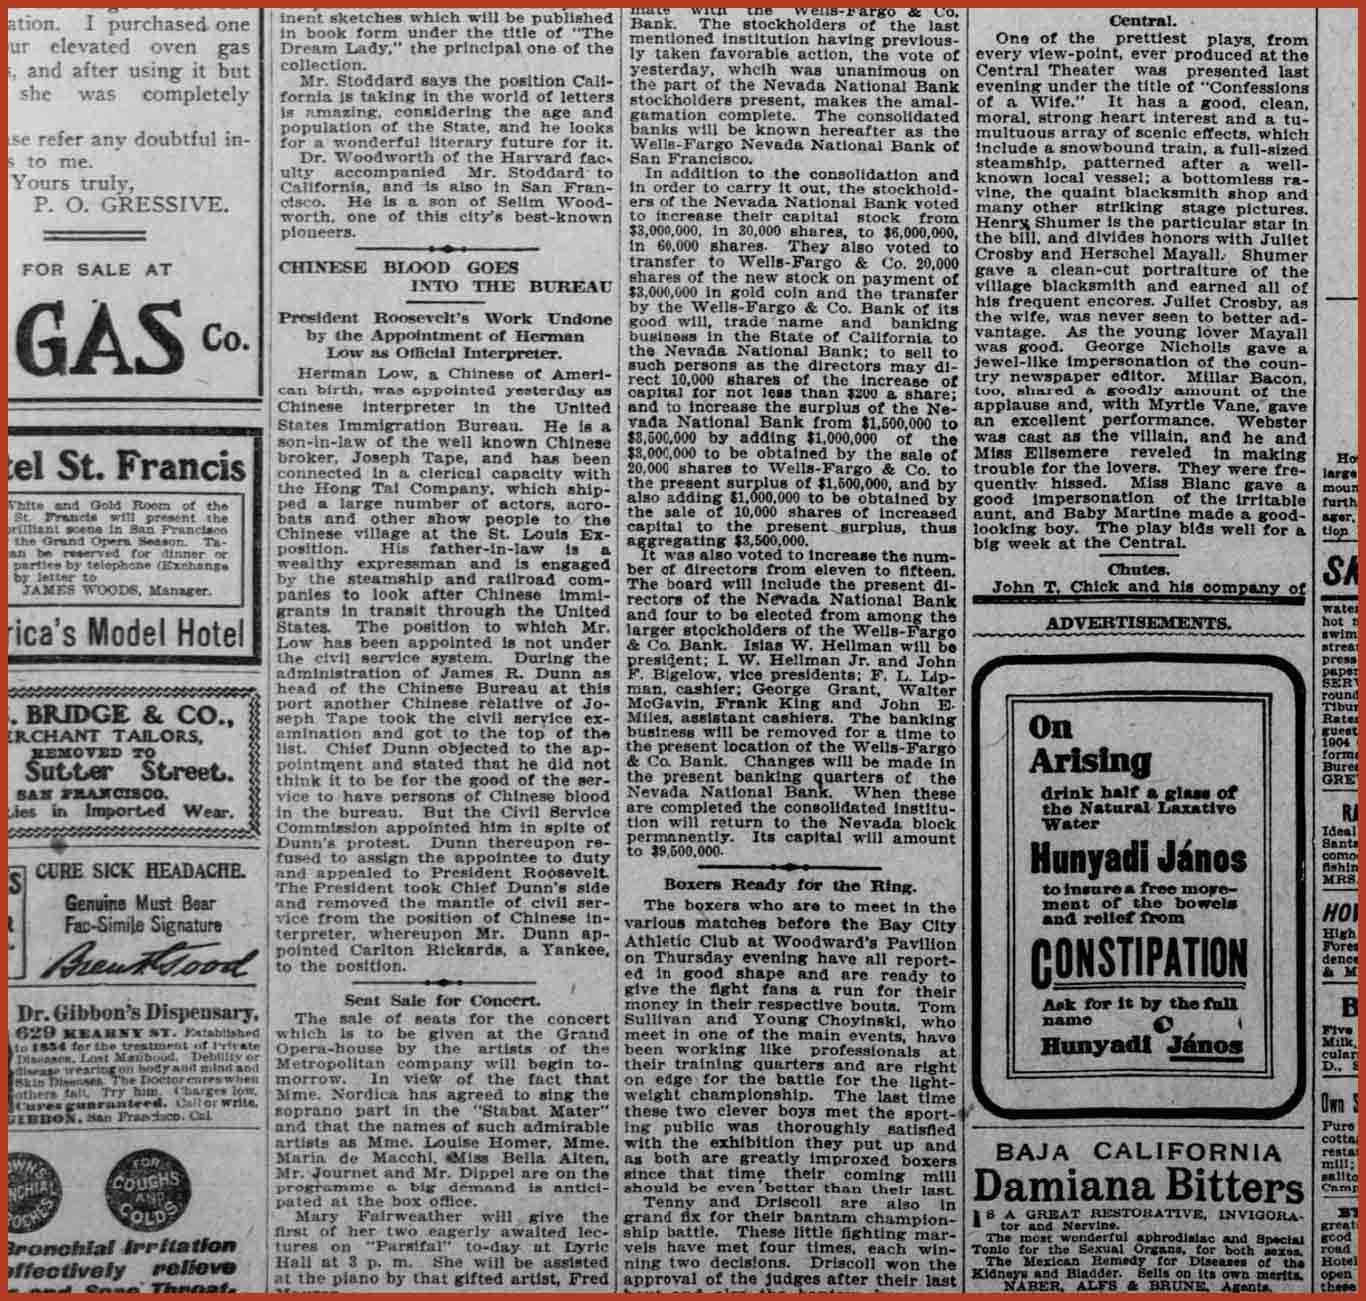 ation. I purchased one
ur elevated oven gas
s, and after using it but
she was completely
se refer any doubtful in-
s to me.
Yours truly,
P. O. GRESSIVE.
FOR SALE AT
GAS Co.
tel St. Francis
White and Gold Room of the
St. Francis will present the
brilliant scene in San Francisco
the Grand Opera Season. Ta-
an be reserved for dinner or
parties by telephone (Exchange
by letter to
JAMES WOODS, Manager.
rica's Model Hotel
. BRIDGE & CO.,
ERCHANT TAILORS,
REMOVED TO
Sutter Street.
SAN FRANCISCO.
ies in Imported Wear.
CURE SICK HEADACHE.
Genuine Must Bear
Fac-Simile Signature
Brent Good
Dr. Gibbon's Dispensary,
629 KEARNY ST. Established
in 1854 for the treatment of Private
Diseases, Lost Manhood. Debility or
disease wearing on body and mind and
Skin Diseases. The Doctor cures when
others fail. Try him. Charges low.
Cures guaranteed. Call or write.
GIBBON, San Francisco, Cal.
FOR
COUGHS
AND
COLDS
Bronchial Irritation
effectively relieve
and Sore Throat.
inent sketches which will be published
in book form under the title of "The
Dream Lady," the principal one of the
collection.
Mr. Stoddard says the position Cali-
fornia is taking in the world of letters
is amazing, considering the age and
population of the State, and he looks
for a wonderful literary future for it.
Dr. Woodworth of the Harvard fac-
ulty accompanied Mr. Stoddard to
California, and is also in San Fran-
cisco. He is a son of Selim Wood-
worth, one of this city's best-known
pioneers.
CHINESE BLOOD GOES
INTO THE BUREAU
President Roosevelt's Work Undone
by the Appointment of Herman
Low as Official Interpreter.
Herman Low, a Chinese of Ameri-
can birth, was appointed yesterday as
Chinese interpreter in the United
States Immigration Bureau. He is a
son-in-law of the well known Chinese
broker, Joseph Tape, and has been
connected in a clerical capacity with
the Hong Tai Company, which ship-
ped a large number of actors, acro-
bats and other show people to the
Chinese village at the St. Louis Ex-
position. His father-in-law is a
wealthy expressman and is engaged
by the steamship and railroad com-
panies to look after Chinese immi-
grants in transit through the United
States. The position to which Mr.
Low has been appointed is not under
the civil service system. During the
administration of James R. Dunn as
head of the Chinese Bureau at this
port another Chinese relative of Jo-
seph Tape took the civil service ex-
amination and got to the top of the
list. Chief Dunn objected to the ap-
pointment and stated that he did not
think it to be for the good of the ser-
vice to have persons of Chinese blood
in the bureau. But the Civil Service
Commission appointed him in spite of
Dunn's protest. Dunn thereupon re-
fused to assign the appointee to duty
and appealed to President Roosevelt.
The President took Chief Dunn's side
and removed the mantle of civil ser-
vice from the position of Chinese in-
terpreter, whereupon Mr. Dunn ap-
pointed Carlton Rickards, a Yankee,
to the position.
Seat Sale for Concert.
The sale of seats for the concert
which is to be given at the Grand
Opera-house by the artists of the
Metropolitan company will begin to-
morrow. In view of the fact that
Mme. Nordica has agreed to sing the
soprano part in the "Stabat Mater"
and that the names of such admirable
artists as Mme. Louise Homer, Mme.
Maria de Macchi, Miss Bella Alten,
Mr. Journet and Mr. Dippel are on the
programme a big demand is antici-
pated at the box office.
Mary Fairweather will give the
first of her two eagerly awaited lec-
tures on "Parsifal" to-day at Lyric
Hall at 3 p. m. She will be assisted
at the piano by that gifted artist, Fred
mate with the Wells-Fargo & Co.
Bank. The stockholders of the last
mentioned institution having previous-
ly taken favorable action, the vote of
yesterday, whcih was unanimous on
the part of the Nevada National Bank
stockholders present, makes the amal-
gamation complete. The consolidated
banks will be known hereafter as the
Wells-Fargo Nevada National Bank of
San Francisco.
In addition to the consolidation and
in order to carry it out, the stockhold-
ers of the Nevada National Bank voted
to increase their capital stock from
$3,000,000, in 30,000 shares, to $6,000,000,
in 60,000 shares. They also voted to
transfer to Wells-Fargo & Co. 20,000
shares of the new stock on payment of
$3,000,000 in gold coin and the transfer
by the Wells-Fargo & Co. Bank of its
good will, trade name and banking
business in the State of California to
the Nevada National Bank; to sell to
such persons as the directors may di-
rect 10,000 shares of the increase of
capital for not less than $200 a share;
and to increase the surplus of the Ne-
vada National Bank from $1,500,000 to
$3,500,000 by adding $1,000,000 of the
$3,000,000 to be obtained by the sale of
20,000 shares to Wells-Fargo & Co. to
the present surplus of $1,500,000, and by
also adding $1,000,000 to be obtained by
the sale of 10,000 shares of increased
capital to the present surplus, thus
aggregating $3,500,000.
It was also voted to increase the num-
ber of directors from eleven to fifteen.
The board will include the present di-
rectors of the Nevada National Bank
and four to be elected from among the
larger stockholders of the Wells-Fargo
& Co. Bank. Isias W. Hellman will be
president; I. W. Hellman Jr. and John
F. Bigelow, vice presidents; F. L. Lip-
man, cashier; George Grant, Walter
McGavin, Frank King and John E.
Miles, assistant cashiers. The banking
business will be removed for a time to
the present location of the Wells-Fargo
& Co. Bank. Changes will be made in
the present banking quarters of the
Nevada National Bank. When these
are completed the consolidated institu-
tion will return to the Nevada block
permanently. Its capital will amount
to $9,500,000.
Boxers Ready for the Ring.
The boxers who are to meet in the
various matches before the Bay City
Athletic Club at Woodward's Pavilion
on Thursday evening have all report-
ed in good shape and are ready to
give the fight fans a run for their
money in their respective bouts. Tom
Sullivan and Young Choyinski, who
meet in one of the main events, have
been working like professionals at
their training quarters and are right
on edge for the battle for the light-
weight championship. The last time
these two clever boys met the sport-
ing public was thoroughly satisfied
with the exhibition they put up and
as both are greatly improxed boxers
since that time their coming mill
should be even better than their last.
Tenny and Driscoll are also in
grand fix for their bantam champion-
ship battle. These little fighting mar-
vels have met four times, each win-
ning two decisions. Driscoll won the
approval of the judges after their last
Central.
One of the prettiest plays, from
every view-point, ever produced at the
Central Theater was presented last
evening under the title of "Confessions
of a Wife." It has a good, clean,
moral, strong heart interest and a tu-
multuous array of scenic effects, which
include a snowbound train, a full-sized
steamship, patterned after a well-
known local vessel; a bottomless ra-
vine, the quaint blacksmith shop and
many other striking stage pictures.
Henry Shumer is the particular star in
the bill, and divides honors with Juliet
Crosby and Herschel Mayall. Shumer
gave a clean-cut portraiture of the
village blacksmith and earned all of
his frequent encores. Juliet Crosby, as
the wife, was never seen to better ad-
vantage. As the young lover Mayall
was good. George Nicholls gave a
jewel-like impersonation of the coun-
try newspaper editor. Millar Bacon,
too, shared a goodly amount of the
applause and, with Myrtle Vane, gave
an excellent performance. Webster
was cast as the villain, and he and
Miss Ellsemere reveled in making
trouble for the lovers. They were fre-
quently hissed. Miss Blanc gave a
good impersonation of the irritable
aunt, and Baby Martine made a good-
looking boy. The play bids well for a
big week at the Central.
Chutes.
John T. Chick and his company of
ADVERTISEMENTS.
On
Arising
drink half a glass of
the Natural Laxative
Water
Hunyadi János
to insure a free move-
ment of the bowels
and relief from
CONSTIPATION
Ask for it by the full
name
Hunyadi János
BAJA CALIFORNIA
Damiana Bitters
IS A GREAT RESTORATIVE, INVIGORA-
tor and Nervine.
The most wonderful aphrodisiac and Special
Tonic for the Sexual Organs, for both sexes.
The Mexican Remedy for Diseases of the
Kidneys and Bladder. Sells on its own merits.
NABER, ALFS & BRUNE, Agents.